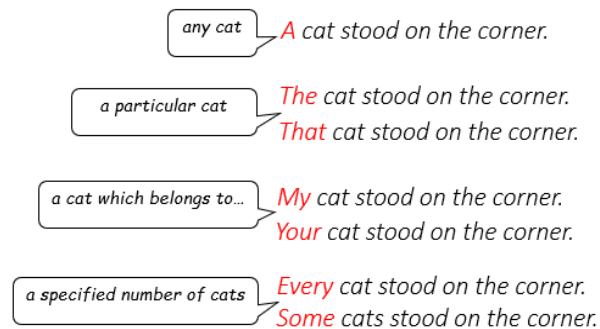 any cat
A cat stood on the corner.
a particular cat
The cat stood on the corner.
That cat stood on the corner.
a cat which belongs to...
My cat stood on the corner.
Your cat stood on the corner.
a specified number of cats
Every cat stood on the corner.
Some cats stood on the corner.